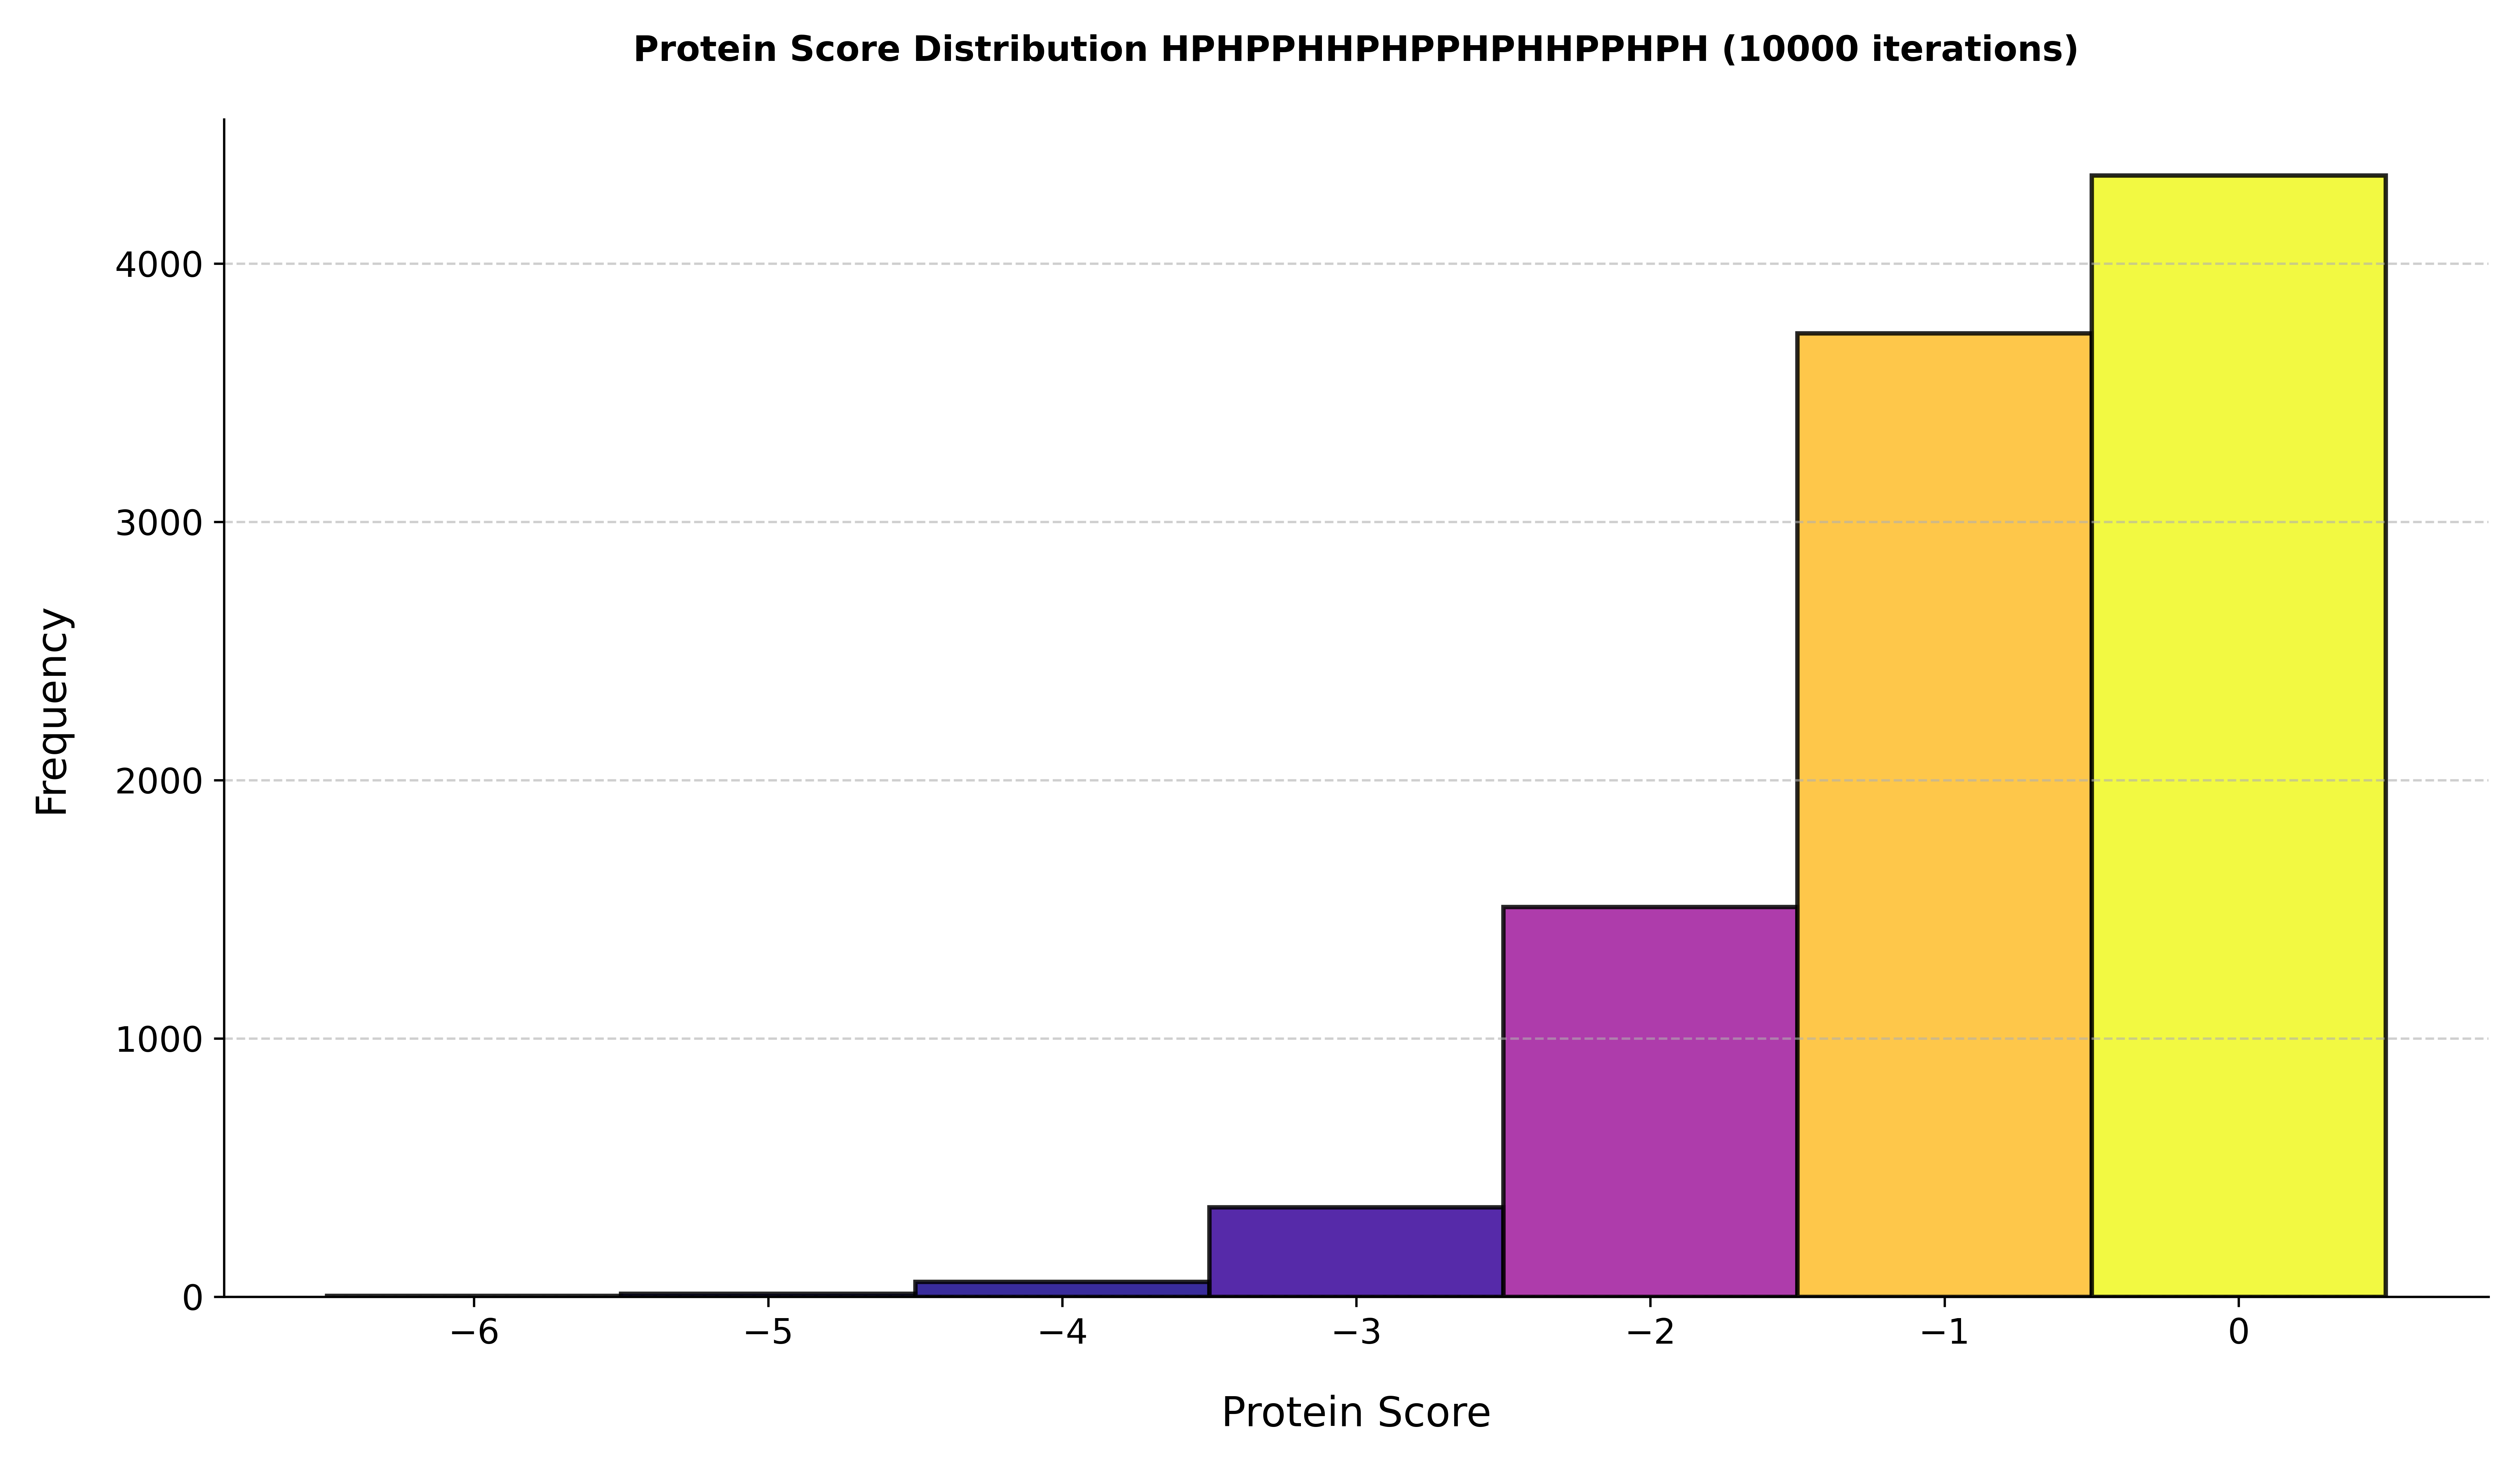 Protein Score Distribution HPHPPHHPHPPHPHHPPHPH (10000 iterations)
Frequency
4000
3000
2000
1000
0
−6 −5 −4 −3 −2 −1 0
Protein Score